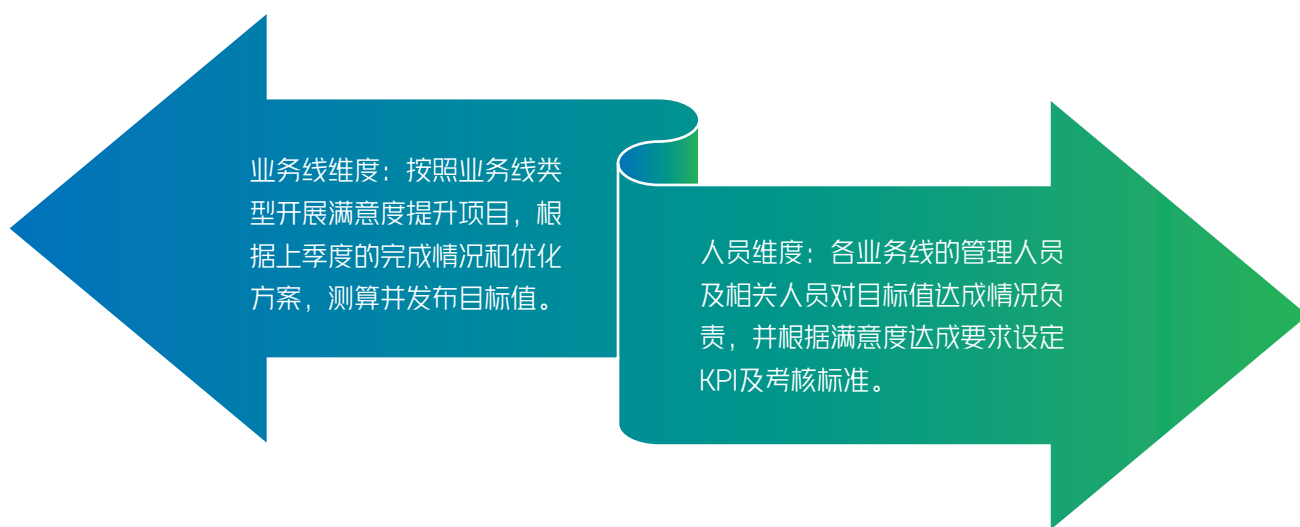 业务线维度：按照业务线类
型开展满意度提升项目，根
据上季度的完成情况和优化
方案，测算并发布目标值。
人员维度：各业务线的管理人员
及相关人员对目标值达成情况负
责，并根据满意度达成要求设定
KPI及考核标准。